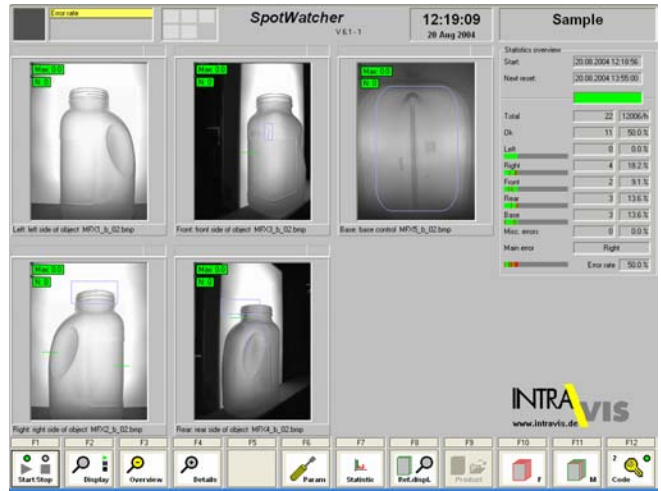 Error rate
SpotWatcher
V 6.1 - 1
12:19:09
20 Aug 2004
Sample
Max: 0.0
N: 0
Left: left side of object MFX1_b_02.bmp
Max: 0.0
N: 0
Front: front side of object MFX3_b_02.bmp
Max: 0.0
N: 0
Base: base control MFX5_b_02.bmp
Statistics overview
Start: 20.08.2004 12:18:56
Next reset: 20.08.2004 13:55:00
Total 22 12006/h
Ok 11 50.0 %
Left 0 0.0 %
Right 4 18.2 %
Front 2 9.1 %
Rear 3 13.6 %
Base 3 13.6 %
Misc. errors 0 0.0 %
Main error Right
Error rate 50.0 %
Max: 0.0
N: 0
Right: right side of object MFX2_b_02.bmp
Max: 0.0
N: 0
Rear: rear side of object MFX4_b_02.bmp
INTRAVIS
www.intravis.de
F1 F2 F3 F4 F5 F6 F7 F8 F9 F10 F11 F12
Start/Stop Display Overview Details Param Statistic Ref.displ. Product F M 2 Code